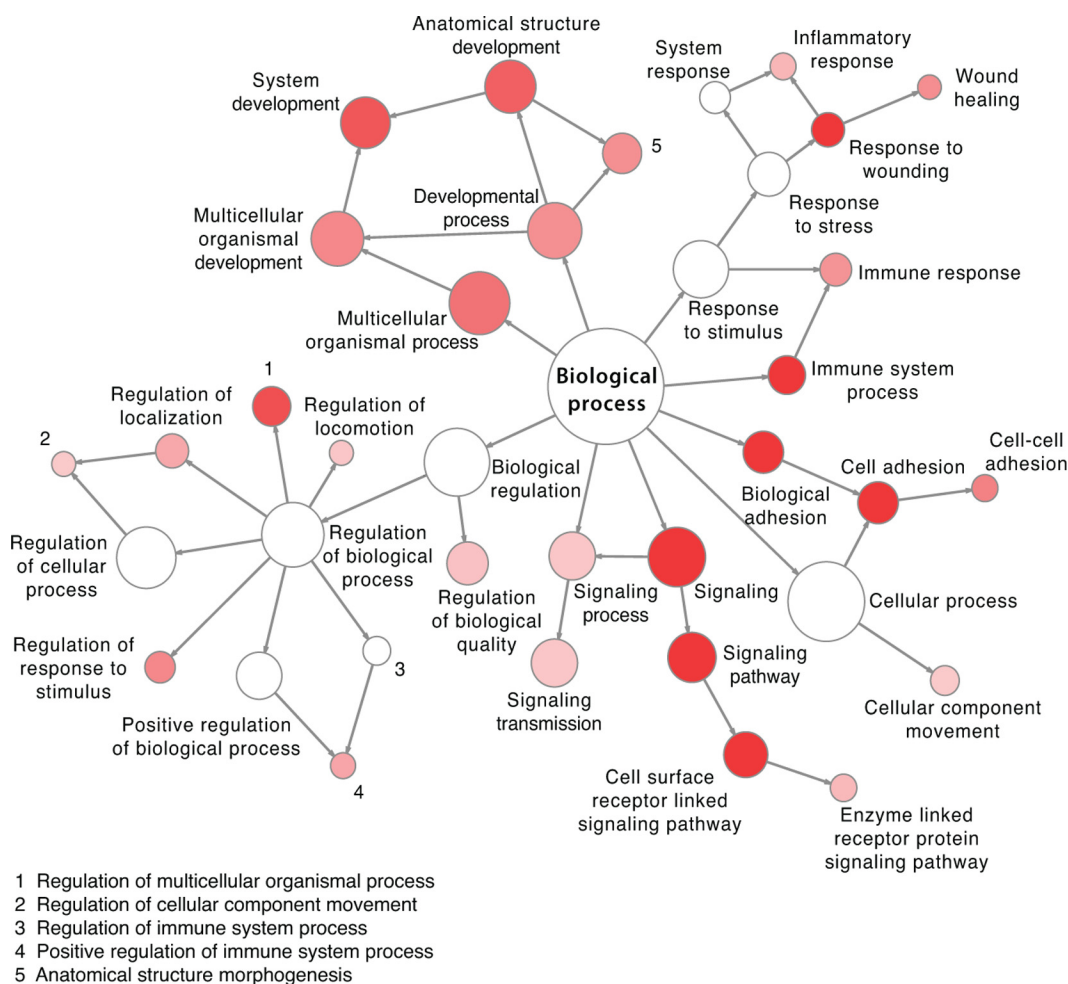 Anatomical structure
development
System
development
5
Developmental
process
Multicellular
organismal
development
Multicellular
organismal process
System
response
Inflammatory
response
Wound
healing
Response to
wounding
Response
to stress
Immune response
Response
to stimulus
Biological
process
Immune system
process
1
Regulation of
localization
Regulation of
locomotion
2
Biological
regulation
Cell-cell
adhesion
Cell adhesion
Biological
adhesion
Regulation
of cellular
process
Regulation
of biological
process
Regulation
of biological
quality
Signaling
process
Signaling
Cellular process
Regulation of
response to
stimulus
3
Signaling
pathway
Signaling
transmission
Cellular component
movement
Positive regulation
of biological process
4
Cell surface
receptor linked
signaling pathway
Enzyme linked
receptor protein
signaling pathway
1 Regulation of multicellular organismal process
2 Regulation of cellular component movement
3 Regulation of immune system process
4 Positive regulation of immune system process
5 Anatomical structure morphogenesis